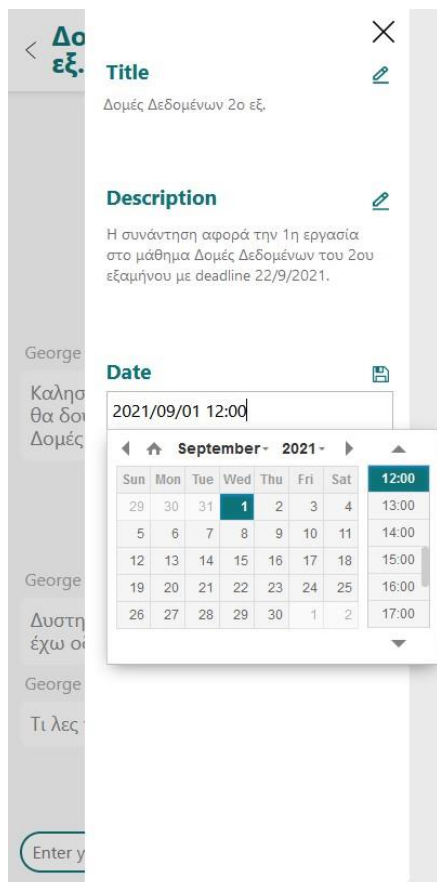 Δο
εξ.
Title
Δομές Δεδομένων 2ο εξ.
Description
Η συνάντηση αφορά την 1η εργασία
στο μάθημα Δομές Δεδομένων του 2ου
εξαμήνου με deadline 22/9/2021.
George
Καλησ
θα δου
Δομές
Date
2021/09/01 12:00
September 2021
Sun Mon Tue Wed Thu Fri Sat
29 30 31 1 2 3 4
5 6 7 8 9 10 11
12 13 14 15 16 17 18
19 20 21 22 23 24 25
26 27 28 29 30 1 2
12:00
13:00
14:00
15:00
16:00
17:00
George
Δυστη
έχω
George
Τι λες
Enter y